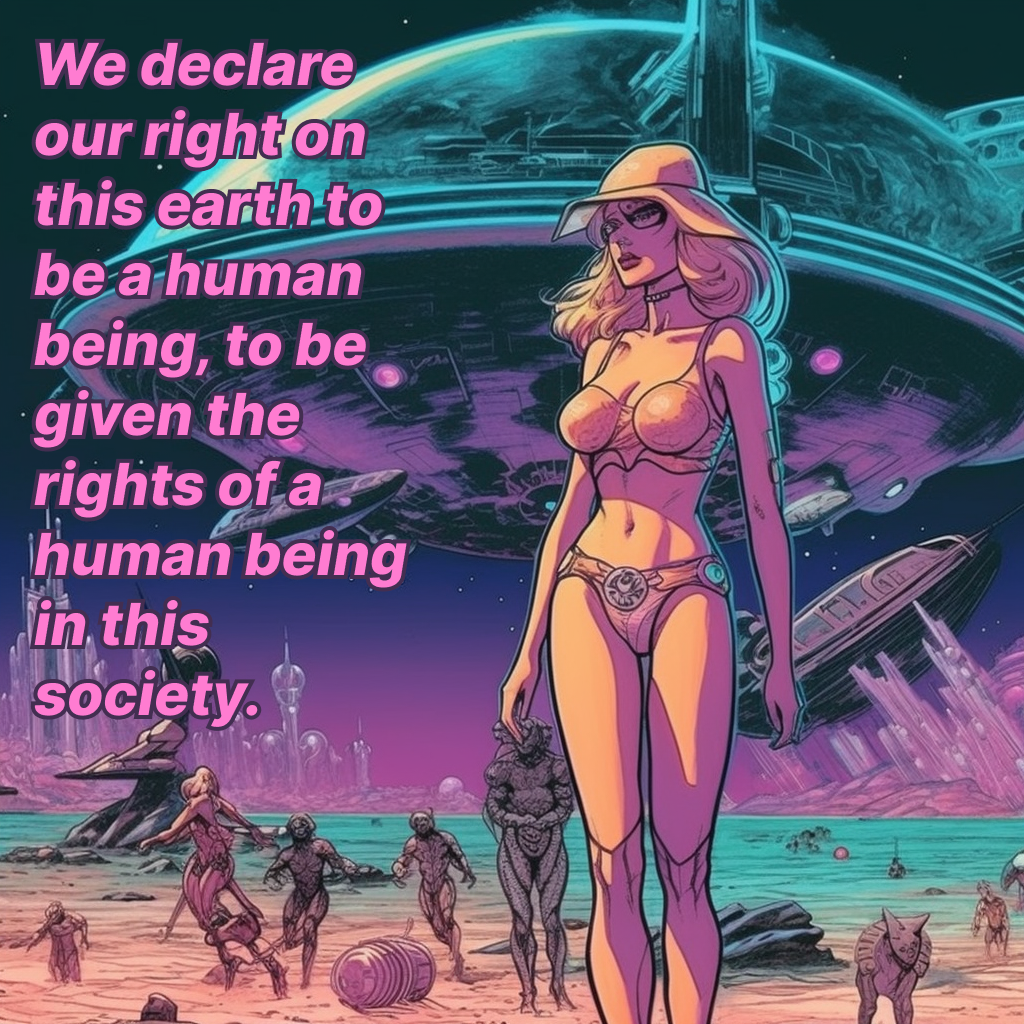 We declare
our right on
this earth to
be a human
being, to be
given the
rights of a
human being
in this
society.